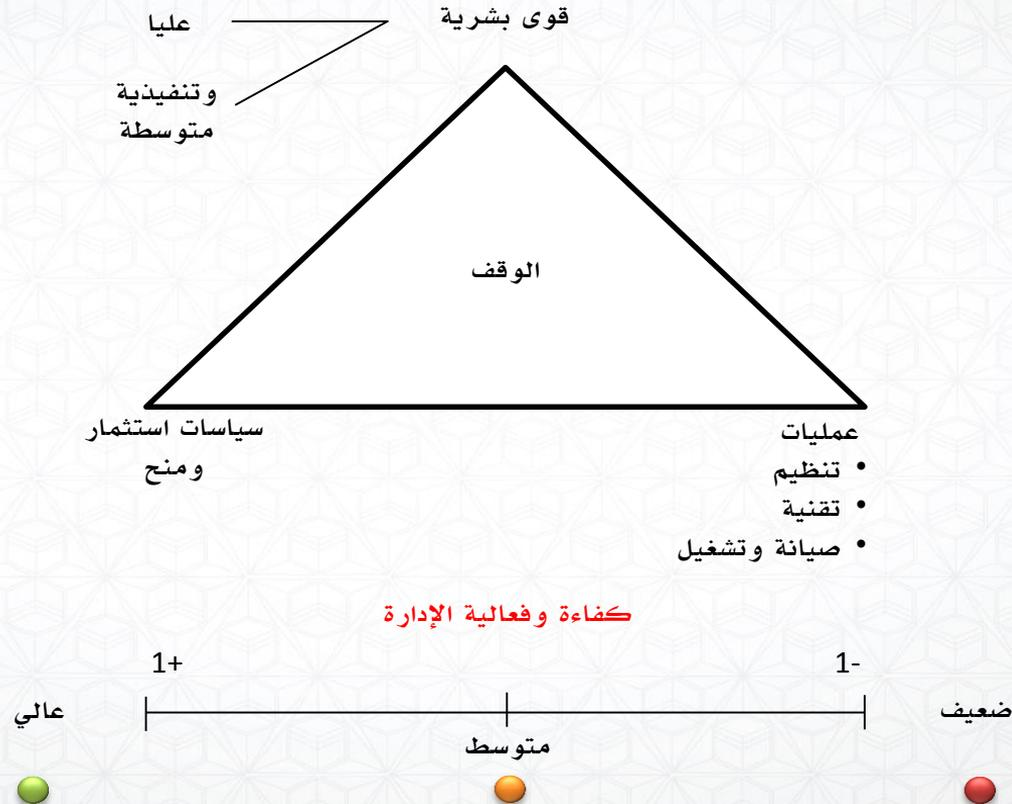 قوى بشرية
عليا
وتنفيذية
متوسطة
الوقف
عمليات
• تنظيم
• تقنية
• صيانة وتشغيل
سياسات استثمار
ومنح
كفاءة وفعالية الإدارة
1-
1+
ضعيف
متوسط
عالي